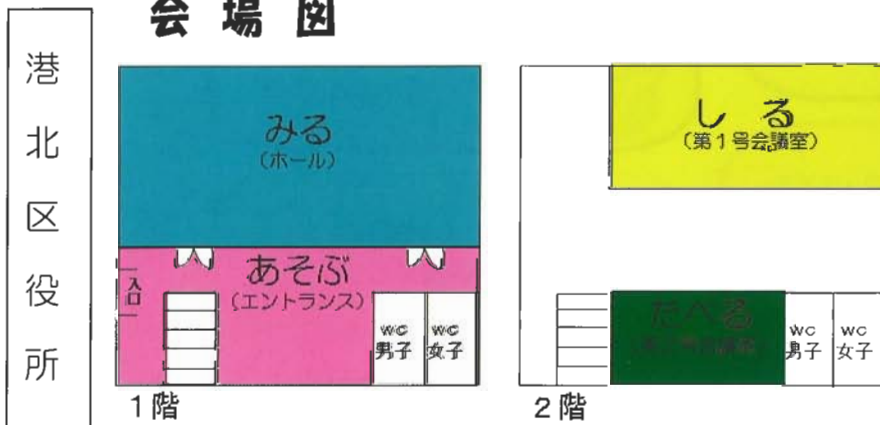 会場図
港北区役所
みる
(ホール)
あそぶ
(エントランス)
入口
WC
男子
WC
女子
1階
しる
(第1号会議室)
たべる
WC
男子
WC
女子
2階